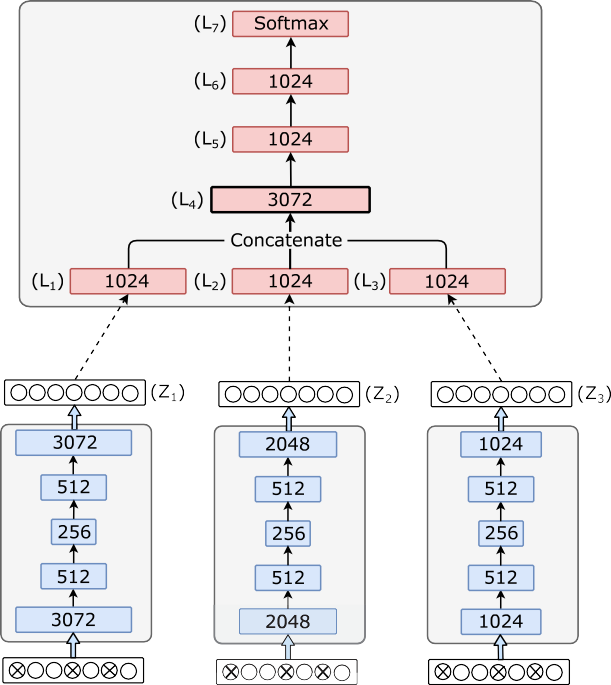 (L7) Softmax
(L6) 1024
(L5) 1024
(L4) 3072
Concatenate
(L1) 1024 (L2) 1024 (L3) 1024
(Z1) (Z2) (Z3)
3072 2048 1024
512 512 512
256 256 256
512 512 512
3072 2048 1024